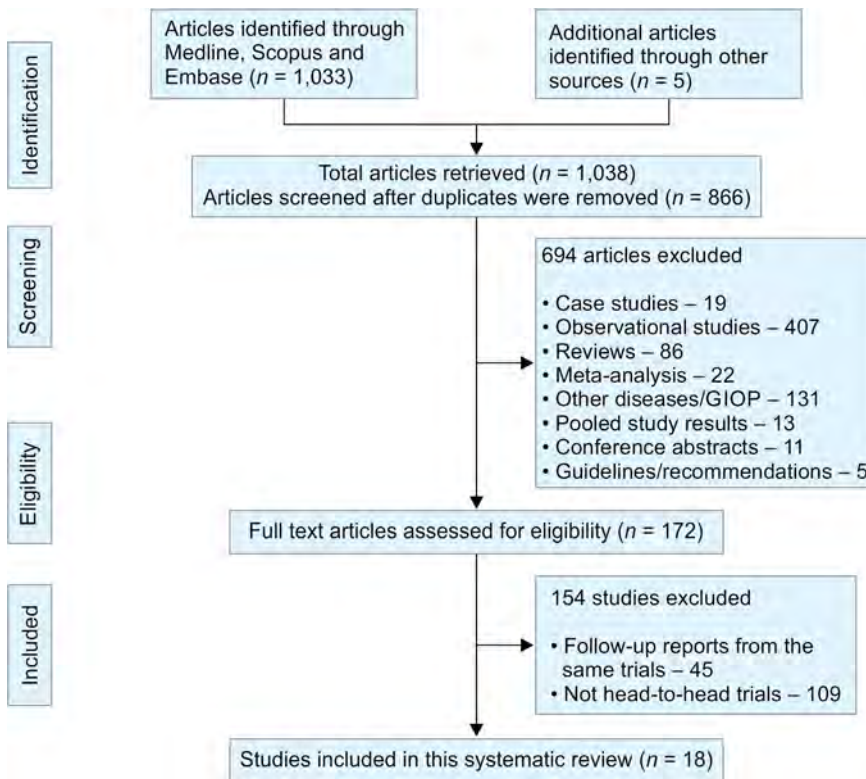 Identification
Articles identified through
Medline, Scopus and
Embase (n = 1,033)
Additional articles
identified through other
sources (n = 5)
Total articles retrieved (n = 1,038)
Articles screened after duplicates were removed (n = 866)
Screening
694 articles excluded
• Case studies – 19
• Observational studies – 407
• Reviews – 86
• Meta-analysis – 22
• Other diseases/GIOP – 131
• Pooled study results – 13
• Conference abstracts – 11
• Guidelines/recommendations – 5
Eligibility
Full text articles assessed for eligibility (n = 172)
Included
154 studies excluded
• Follow-up reports from the
same trials – 45
• Not head-to-head trials – 109
Studies included in this systematic review (n = 18)